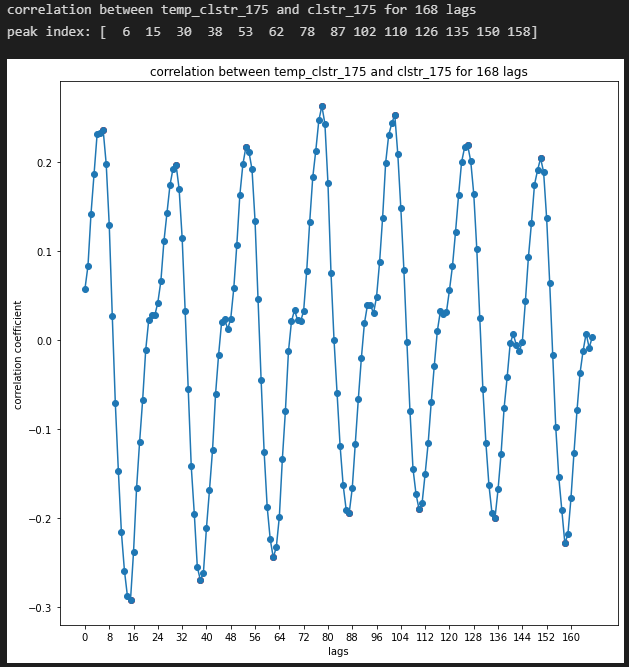 correlation between temp_clstr_175 and clstr_175 for 168 lags
peak index: [  6  15  30  38  53  62  78  87 102 110 126 135 150 158]
correlation between temp_clstr_175 and clstr_175 for 168 lags
correlation coefficient
0.2
0.1
0.0
−0.1
−0.2
−0.3
0 8 16 24 32 40 48 56 64 72 80 88 96 104 112 120 128 136 144 152 160
lags